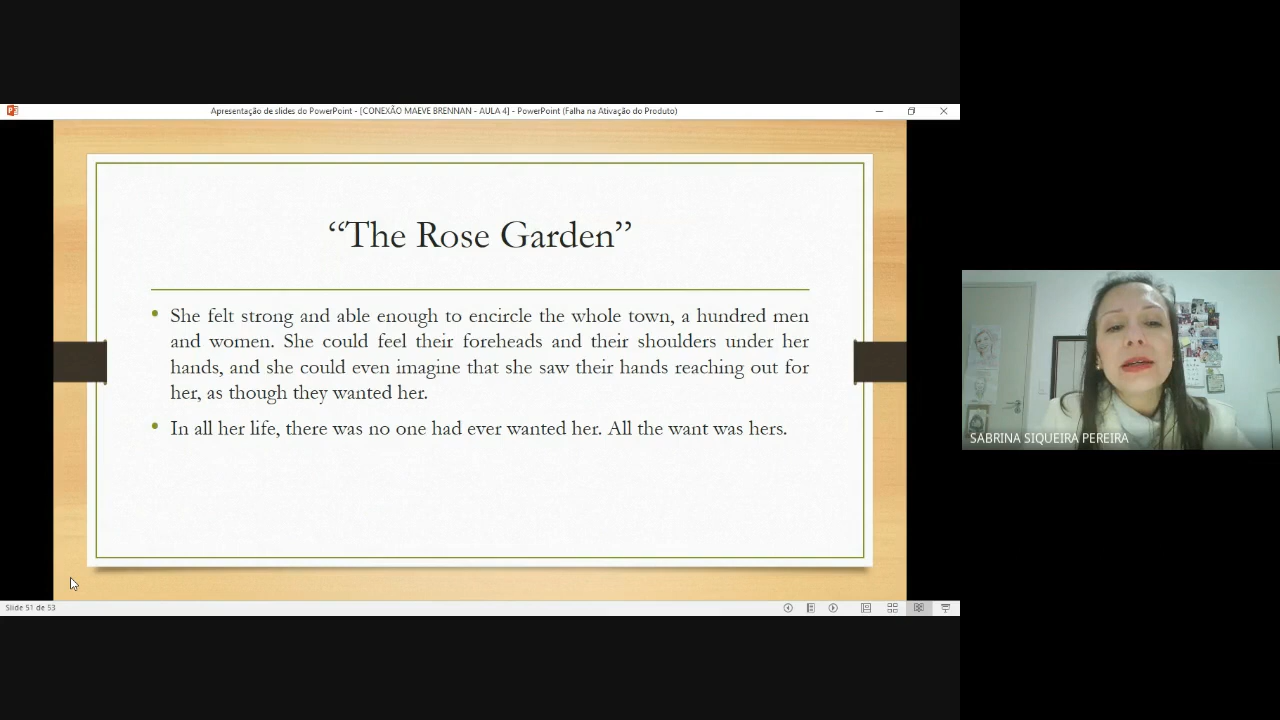 Apresentação de slides do PowerPoint - [CONEXÃO MAEVE BRENNAN - AULA 4] - PowerPoint (Falha na Ativação do Produto)
“The Rose Garden”
• She felt strong and able enough to encircle the whole town, a hundred men
and women. She could feel their foreheads and their shoulders under her
hands, and she could even imagine that she saw their hands reaching out for
her, as though they wanted her.
• In all her life, there was no one had ever wanted her. All the want was hers.
SABRINA SIQUEIRA PEREIRA
Slide 51 de 53